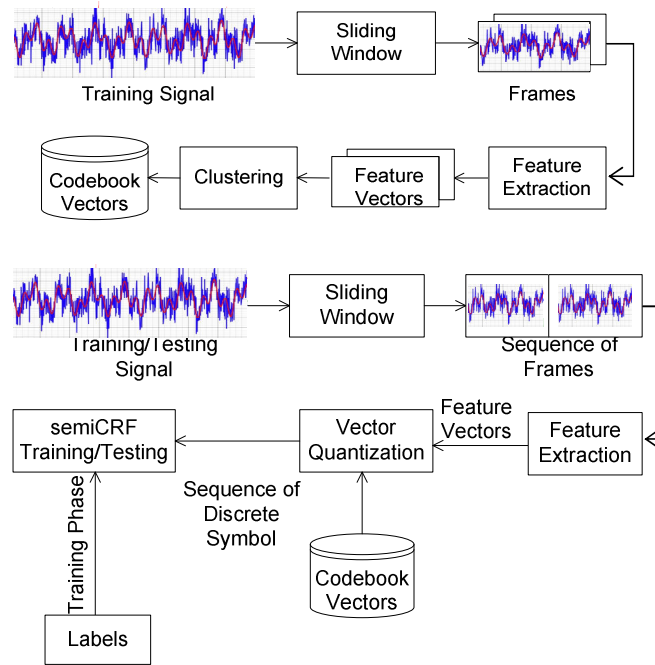 Sliding
Window
Training Signal
Frames
Codebook
Vectors
Clustering
Feature
Vectors
Feature
Extraction
Sliding
Window
Training/Testing
Signal
Sequence of
Frames
semiCRF
Training/Testing
Vector
Quantization
Feature
Vectors
Feature
Extraction
Sequence of
Discrete
Symbol
Training Phase
Codebook
Vectors
Labels